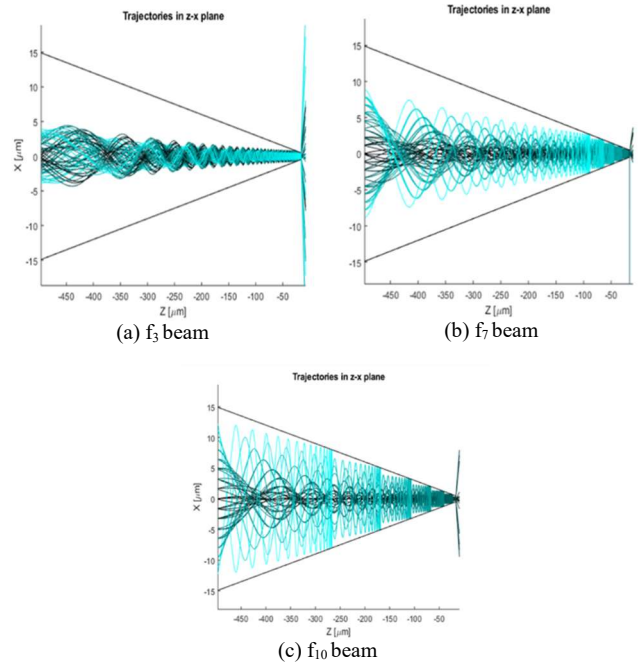 Trajectories in z-x plane
15
10
5
0
-5
-10
-15
X [μm]
-450 -400 -350 -300 -250 -200 -150 -100 -50
Z [μm]
(a) f₃ beam
Trajectories in z-x plane
15
10
5
0
-5
-10
-15
X [μm]
-450 -400 -350 -300 -250 -200 -150 -100 -50
Z [μm]
(b) f₇ beam
Trajectories in z-x plane
15
10
5
0
-5
-10
-15
X [μm]
-450 -400 -350 -300 -250 -200 -150 -100 -50
Z [μm]
(c) f₁₀ beam